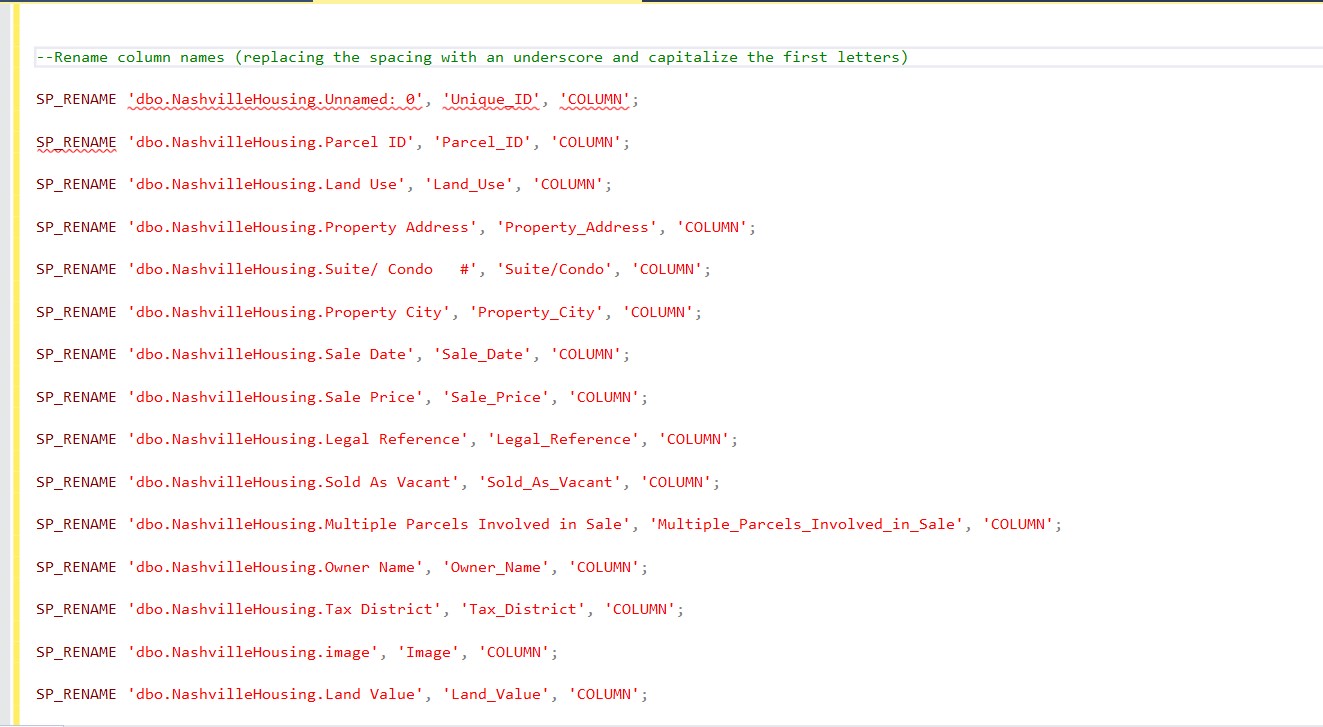 --Rename column names (replacing the spacing with an underscore and capitalize the first letters)
SP_RENAME 'dbo.NashvilleHousing.Unnamed: 0', 'Unique_ID', 'COLUMN';
SP_RENAME 'dbo.NashvilleHousing.Parcel ID', 'Parcel_ID', 'COLUMN';
SP_RENAME 'dbo.NashvilleHousing.Land Use', 'Land_Use', 'COLUMN';
SP_RENAME 'dbo.NashvilleHousing.Property Address', 'Property_Address', 'COLUMN';
SP_RENAME 'dbo.NashvilleHousing.Suite/ Condo   #', 'Suite/Condo', 'COLUMN';
SP_RENAME 'dbo.NashvilleHousing.Property City', 'Property_City', 'COLUMN';
SP_RENAME 'dbo.NashvilleHousing.Sale Date', 'Sale_Date', 'COLUMN';
SP_RENAME 'dbo.NashvilleHousing.Sale Price', 'Sale_Price', 'COLUMN';
SP_RENAME 'dbo.NashvilleHousing.Legal Reference', 'Legal_Reference', 'COLUMN';
SP_RENAME 'dbo.NashvilleHousing.Sold As Vacant', 'Sold_As_Vacant', 'COLUMN';
SP_RENAME 'dbo.NashvilleHousing.Multiple Parcels Involved in Sale', 'Multiple_Parcels_Involved_in_Sale', 'COLUMN';
SP_RENAME 'dbo.NashvilleHousing.Owner Name', 'Owner_Name', 'COLUMN';
SP_RENAME 'dbo.NashvilleHousing.Tax District', 'Tax_District', 'COLUMN';
SP_RENAME 'dbo.NashvilleHousing.image', 'Image', 'COLUMN';
SP_RENAME 'dbo.NashvilleHousing.Land Value', 'Land_Value', 'COLUMN';